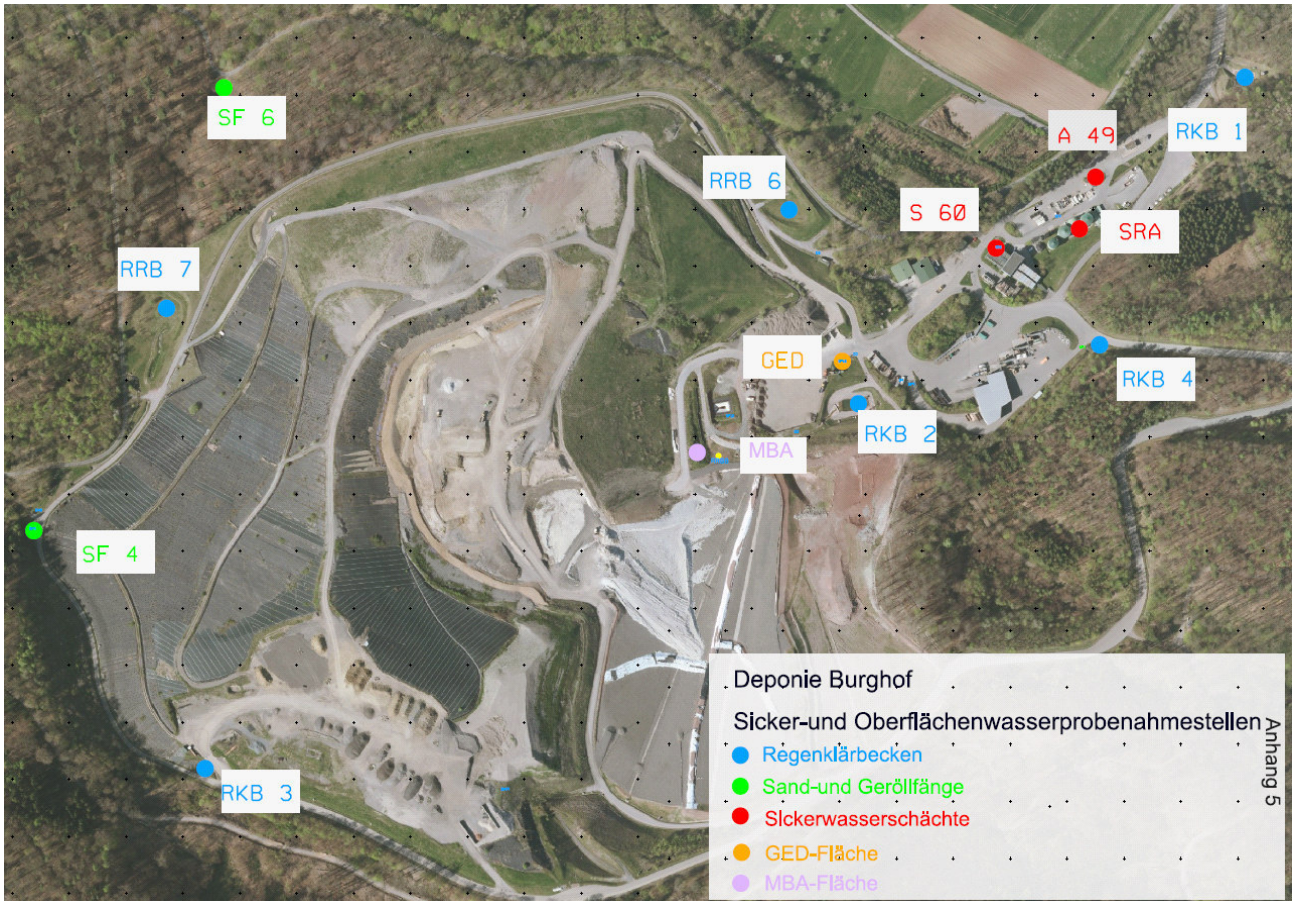 SF 6
A 49
RKB 1
RRB 6
S 60
SRA
RRB 7
GED
RKB 4
RKB 2
MBA
SF 4
RKB 3
Deponie Burghof
Sicker-und Oberflächenwasserprobenahmestellen
Regenklärbecken
Sand-und Geröllfänge
SIckerwasserschächte
GED-Fläche
MBA-Fläche
Anhang 5